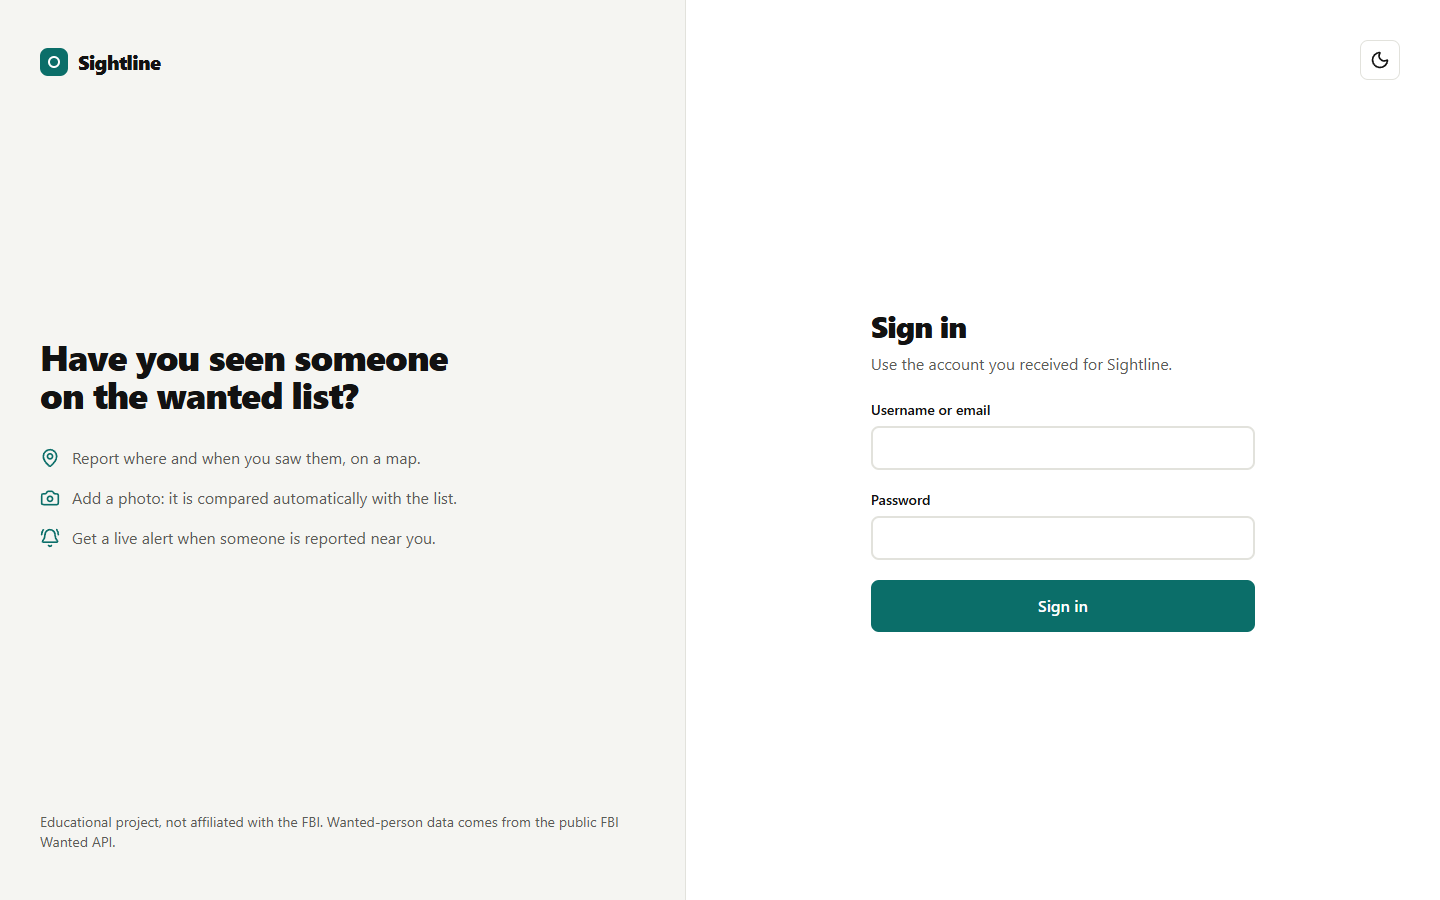 Sightline
Have you seen someone
on the wanted list?
Report where and when you saw them, on a map.
Add a photo: it is compared automatically with the list.
Get a live alert when someone is reported near you.
Educational project, not affiliated with the FBI. Wanted-person data comes from the public FBI
Wanted API.
Sign in
Use the account you received for Sightline.
Username or email
Password
Sign in